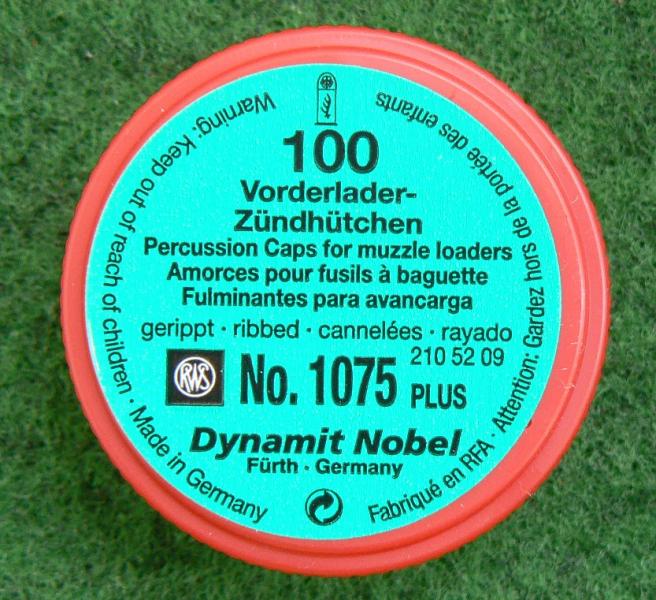 100
Vorderlader-
Zündhütchen
Percussion Caps for muzzle loaders
Amorces pour fusils à baguette
Fulminantes para avancarga
gerippt · ribbed · cannelées · rayado
210 52 09
RWS
No. 1075 PLUS
Dynamit Nobel
Fürth · Germany
Warning: Keep out of reach of children · Made in Germany
Fabriqué en RFA · Attention: Gardez hors de la portée des enfants